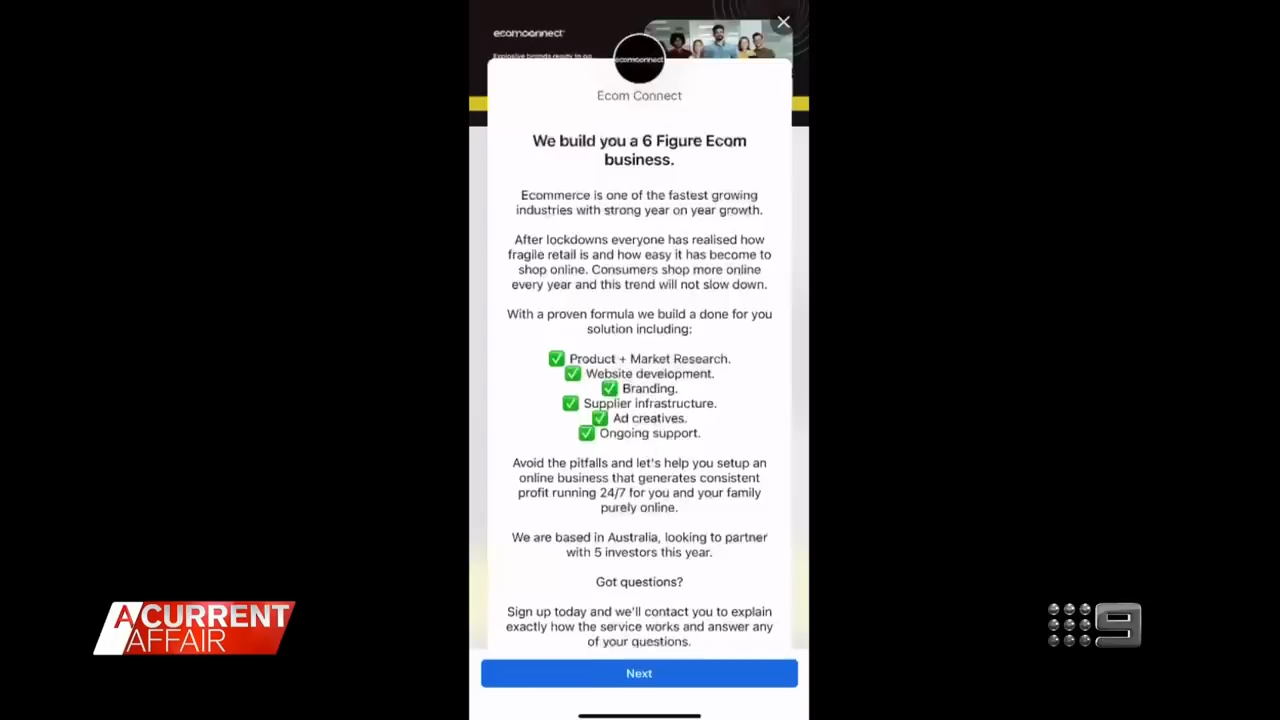 ecomconnect
Explosive brands ready to go
ecomconnect
Ecom Connect
We build you a 6 Figure Ecom
business.
Ecommerce is one of the fastest growing
industries with strong year on year growth.
After lockdowns everyone has realised how
fragile retail is and how easy it has become to
shop online. Consumers shop more online
every year and this trend will not slow down.
With a proven formula we build a done for you
solution including:
✅ Product + Market Research.
✅ Website development.
✅ Branding.
✅ Supplier infrastructure.
✅ Ad creatives.
✅ Ongoing support.
Avoid the pitfalls and let's help you setup an
online business that generates consistent
profit running 24/7 for you and your family
purely online.
We are based in Australia, looking to partner
with 5 investors this year.
Got questions?
Sign up today and we'll contact you to explain
exactly how the service works and answer any
of your questions.
Next
A CURRENT
AFFAIR
9